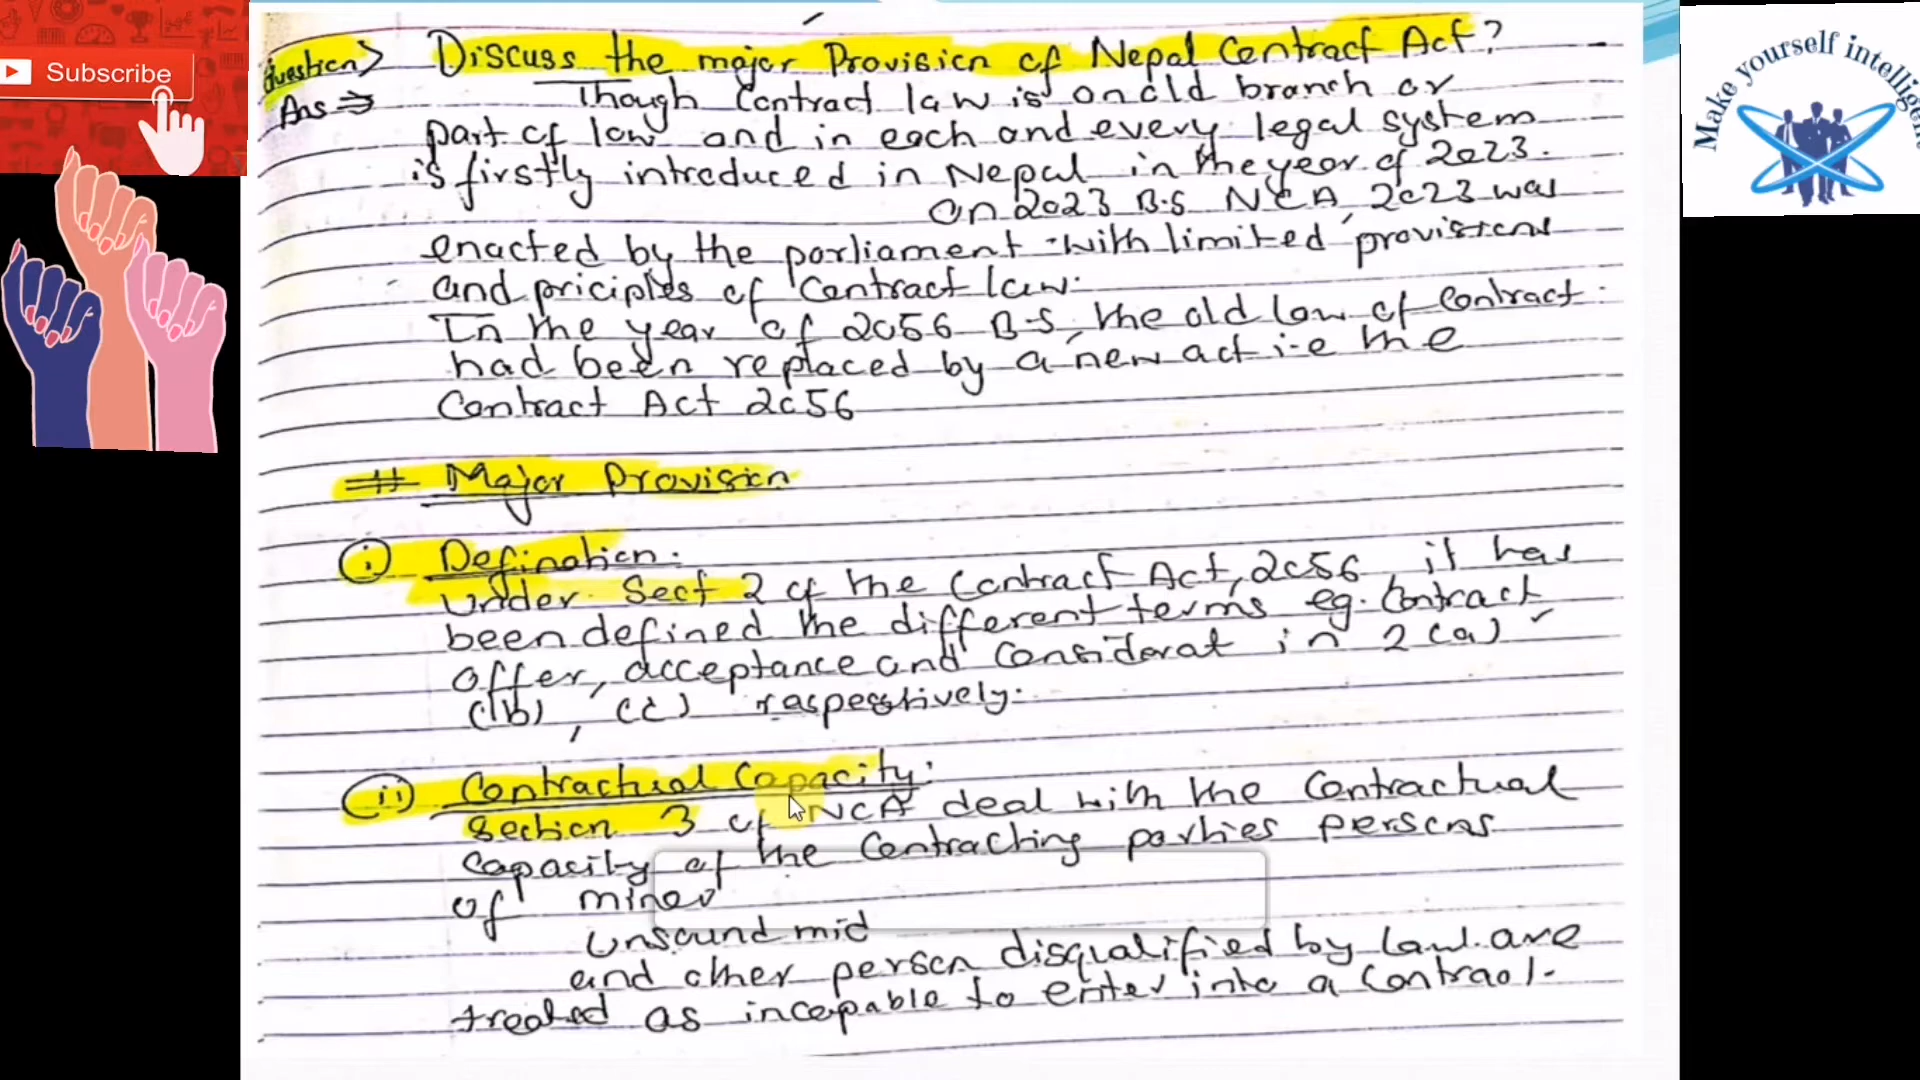 Subscribe
Make yourself intelligent
Question> Discuss the major Provision of Nepal Contract Act?
Ans ⇒ Though Contract law is an old branch or
part of law and in each and every legal system
is firstly introduced in Nepal in the year of 2023.
On 2023 B.S NCA, 2023 was
enacted by the parliament with limited provisions
and priciples of Contract law.
In the year of 2056 B.S, the old law of Contract
had been replaced by a new act i.e the
Contract Act 2056
# Major Provision
(i) Defination:
Under Sect 2 of the Contract Act, 2056 it has
been defined the different terms eg. Contract
offer, acceptance and Considerat in 2 (a)
(b), (c) respectively.
(ii) Contractual Capacity:
Section 3 of NCA deal with the Contractual
capacity of the Contracting parties persons
of minor
Unsound mid
and other person disqualified by law are
treated as incapable to enter into a Contract.